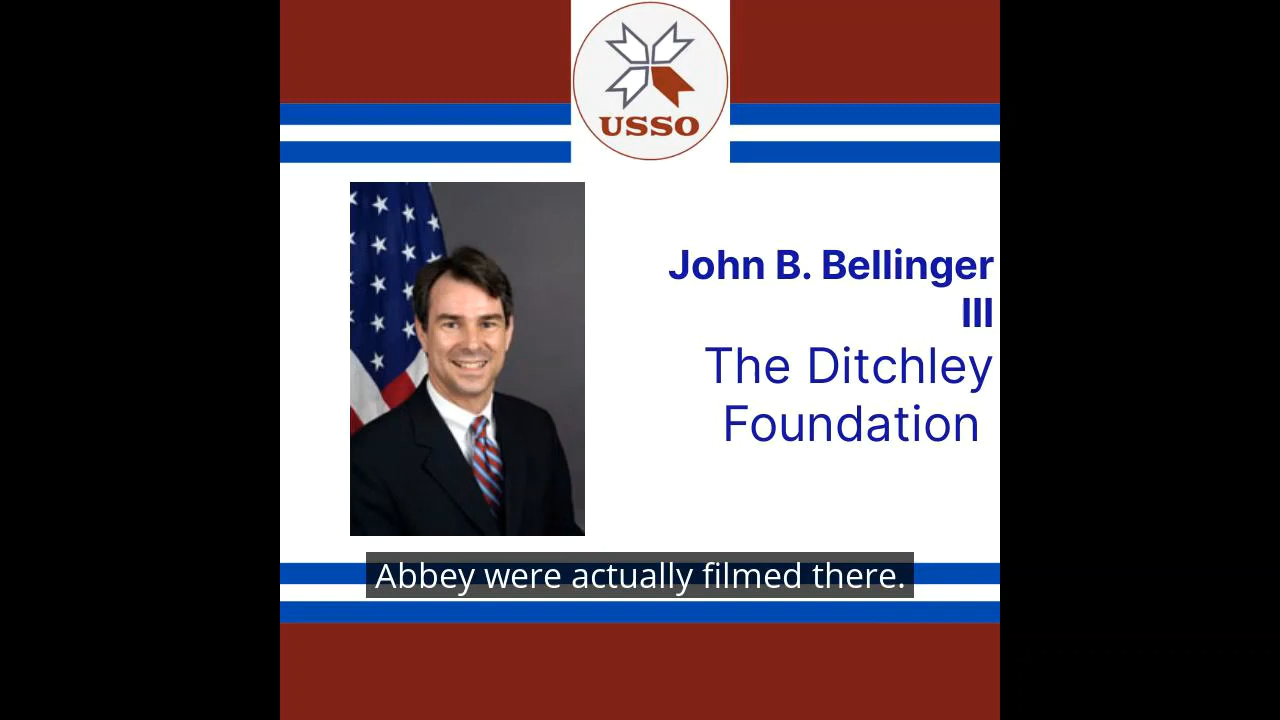 USSO
John B. Bellinger
III
The Ditchley
Foundation
Abbey were actually filmed there.